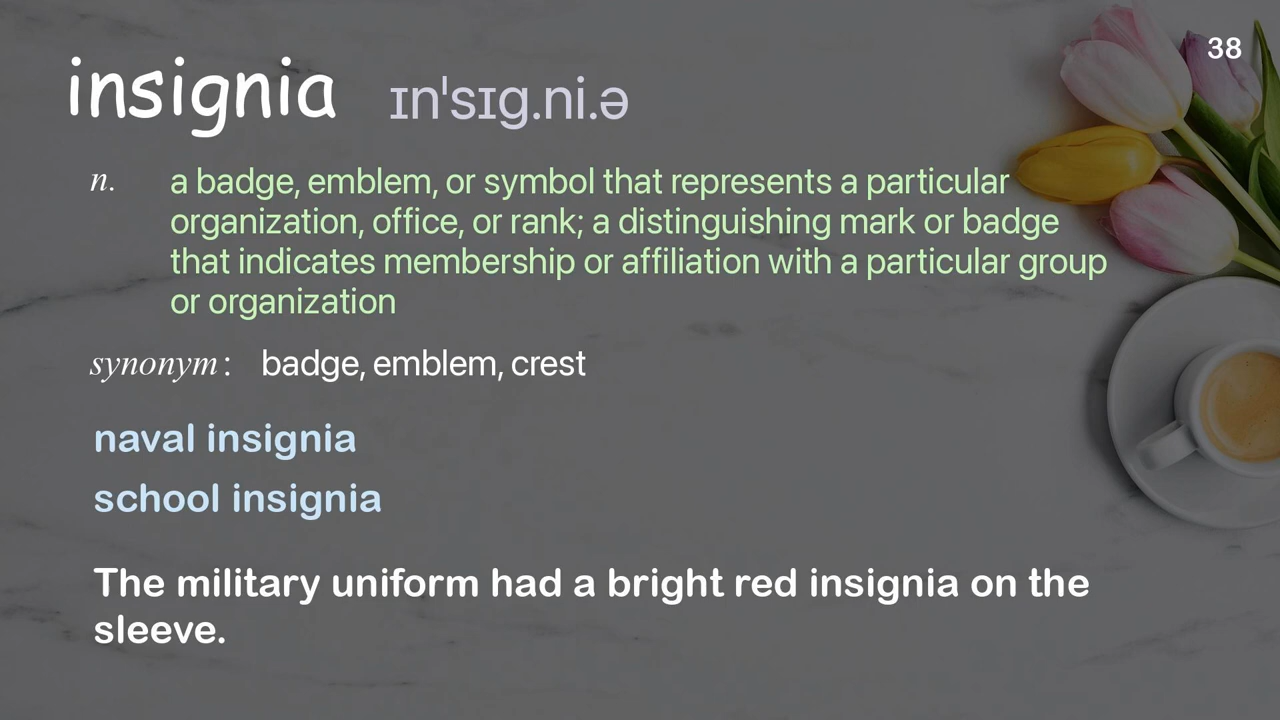 38
insignia ɪnˈsɪg.ni.ə
n. a badge, emblem, or symbol that represents a particular
organization, office, or rank; a distinguishing mark or badge
that indicates membership or affiliation with a particular group
or organization
synonym: badge, emblem, crest
naval insignia
school insignia
The military uniform had a bright red insignia on the
sleeve.